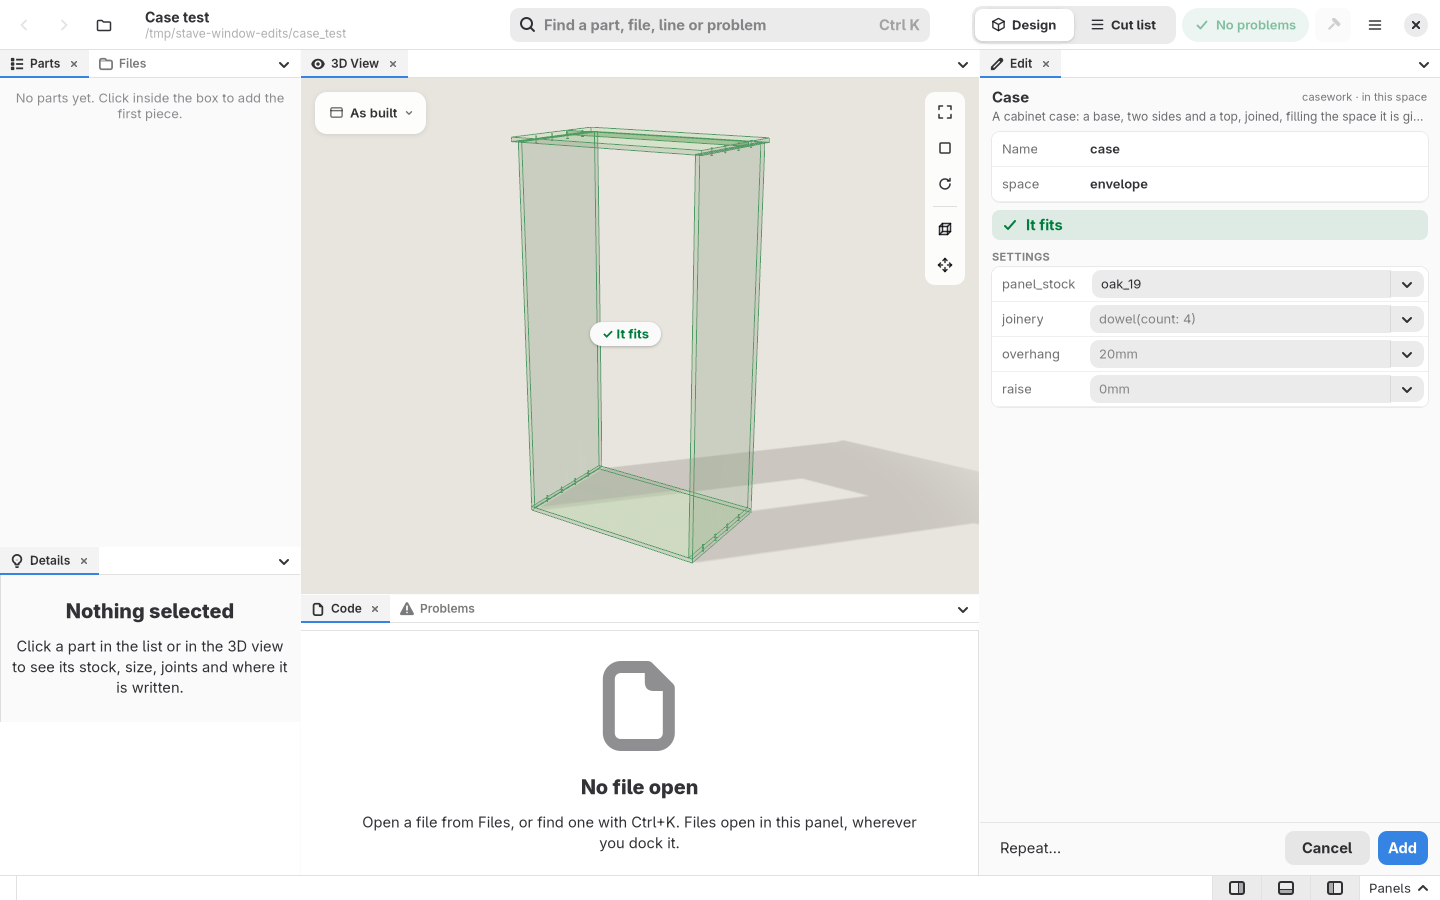 Case test
/tmp/stave-window-edits/case_test
Find a part, file, line or problem
Ctrl K
Design
Cut list
No problems
Parts
Files
No parts yet. Click inside the box to add the
first piece.
3D View
As built
It fits
Edit
Case
casework · in this space
A cabinet case: a base, two sides and a top, joined, filling the space it is gi...
Name
case
space
envelope
It fits
SETTINGS
panel_stock
oak_19
joinery
dowel(count: 4)
overhang
20mm
raise
0mm
Details
Nothing selected
Click a part in the list or in the 3D view
to see its stock, size, joints and where it
is written.
Code
Problems
No file open
Open a file from Files, or find one with Ctrl+K. Files open in this panel, wherever
you dock it.
Repeat...
Cancel
Add
Panels